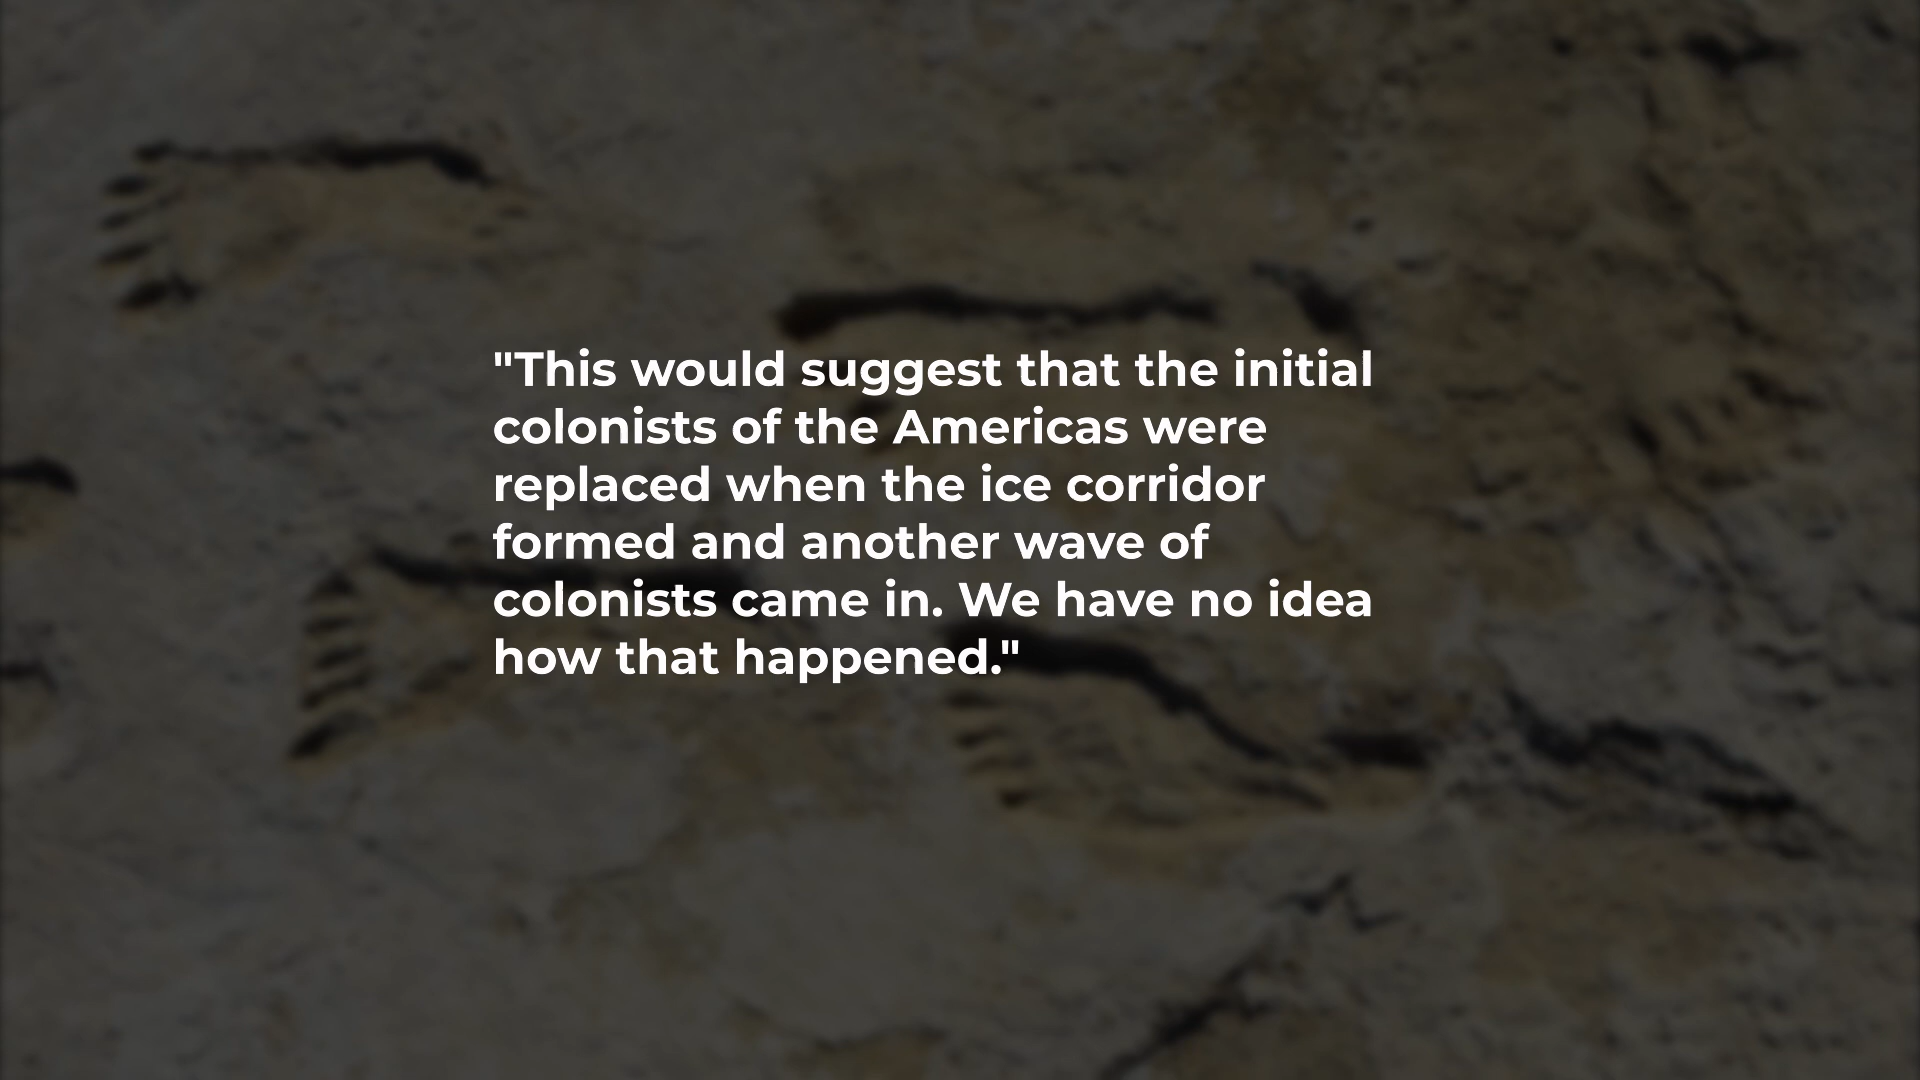 "This would suggest that the initial
colonists of the Americas were
replaced when the ice corridor
formed and another wave of
colonists came in. We have no idea
how that happened."